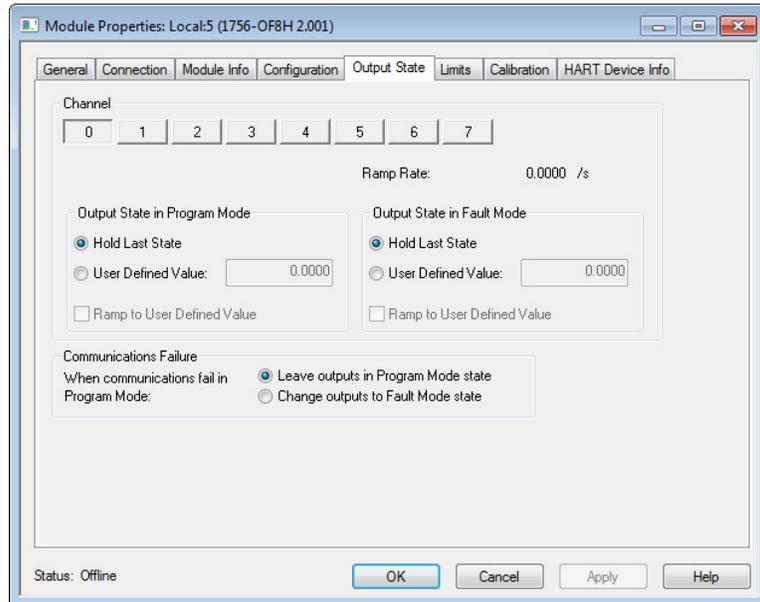 Module Properties: Local:5 (1756-OF8H 2.001)
General Connection Module Info Configuration Output State Limits Calibration HART Device Info
Channel
0 1 2 3 4 5 6 7
Ramp Rate: 0.0000 /s
Output State in Program Mode
Hold Last State
User Defined Value: 0.0000
Ramp to User Defined Value
Output State in Fault Mode
Hold Last State
User Defined Value: 0.0000
Ramp to User Defined Value
Communications Failure
When communications fail in
Program Mode:
Leave outputs in Program Mode state
Change outputs to Fault Mode state
Status: Offline
OK Cancel Apply Help